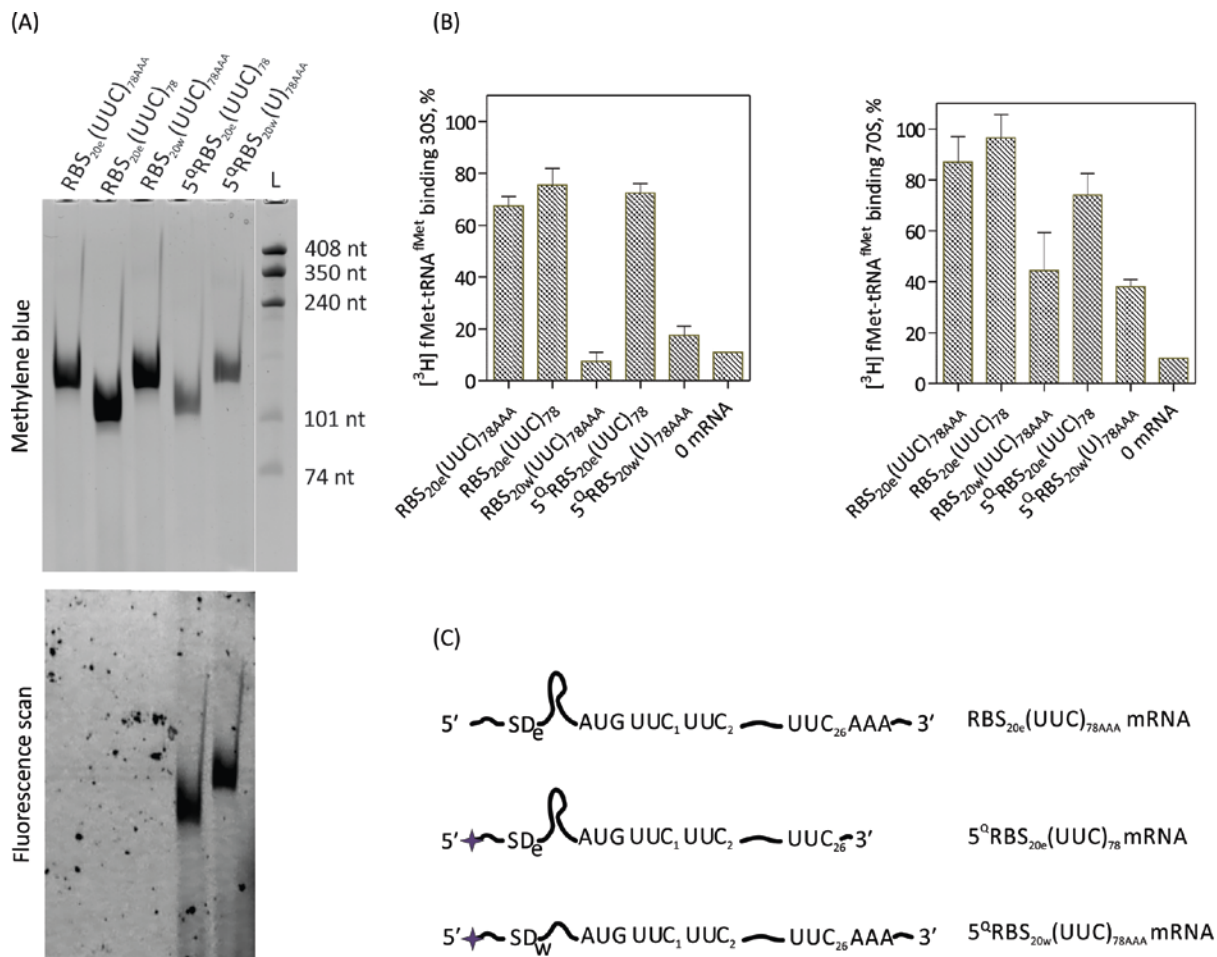 (A)
RBS20e(UUC)78AAA
RBS20e(UUC)78
RBS20w(UUC)78AAA
5QRBS20e(UUC)78
5QRBS20w(U)78AAA
L
Methylene blue
408 nt
350 nt
240 nt
101 nt
74 nt
Fluorescence scan
(B)
[3H] fMet-tRNAfMet binding 30S, %
100
80
60
40
20
0
RBS20e(UUC)78AAA
RBS20e(UUC)78
RBS20w(UUC)78AAA
5QRBS20e(UUC)78
5QRBS20w(U)78AAA
0 mRNA
[3H] fMet-tRNAfMet binding 70S, %
100
80
60
40
20
0
RBS20e(UUC)78AAA
RBS20e(UUC)78
RBS20w(UUC)78AAA
5QRBS20e(UUC)78
5QRBS20w(U)78AAA
0 mRNA
(C)
5′ SDe AUG UUC1 UUC2 UUC26 AAA 3′ RBS20e(UUC)78AAA mRNA
5′ SDe AUG UUC1 UUC2 UUC26 3′ 5QRBS20e(UUC)78 mRNA
5′ SDw AUG UUC1 UUC2 UUC26 AAA 3′ 5QRBS20w(UUC)78AAA mRNA